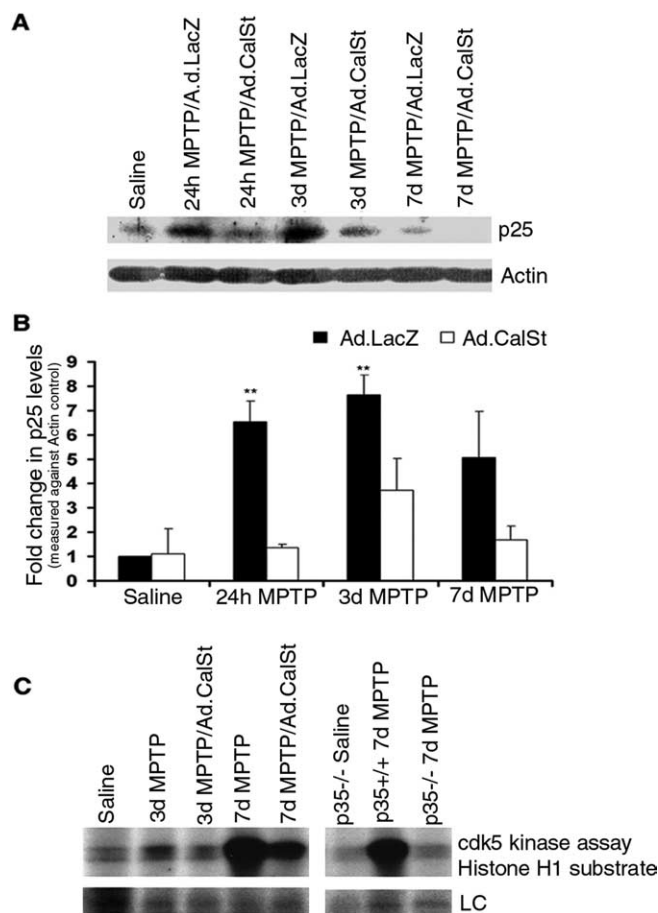 A
Saline
24h MPTP/A.d.LacZ
24h MPTP/Ad.CalSt
3d MPTP/Ad.LacZ
3d MPTP/Ad.CalSt
7d MPTP/Ad.LacZ
7d MPTP/Ad.CalSt
p25
Actin
B
Ad.LacZ
Ad.CalSt
Fold change in p25 levels
(measured against Actin control)
9
8
7
6
5
4
3
2
1
0
**
**
Saline
24h MPTP
3d MPTP
7d MPTP
C
Saline
3d MPTP
3d MPTP/Ad.CalSt
7d MPTP
7d MPTP/Ad.CalSt
p35-/- Saline
p35+/+ 7d MPTP
p35-/- 7d MPTP
cdk5 kinase assay
Histone H1 substrate
LC